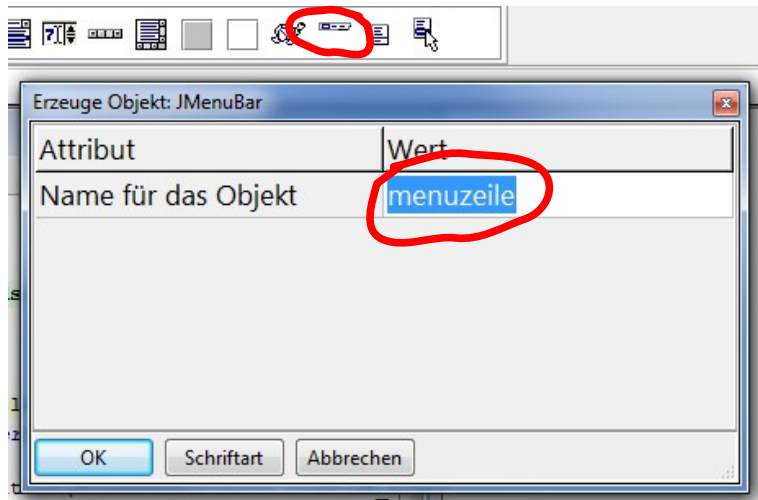 Erzeuge Objekt: JMenuBar
Attribut Wert
Name für das Objekt menuzeile
OK Schriftart Abbrechen